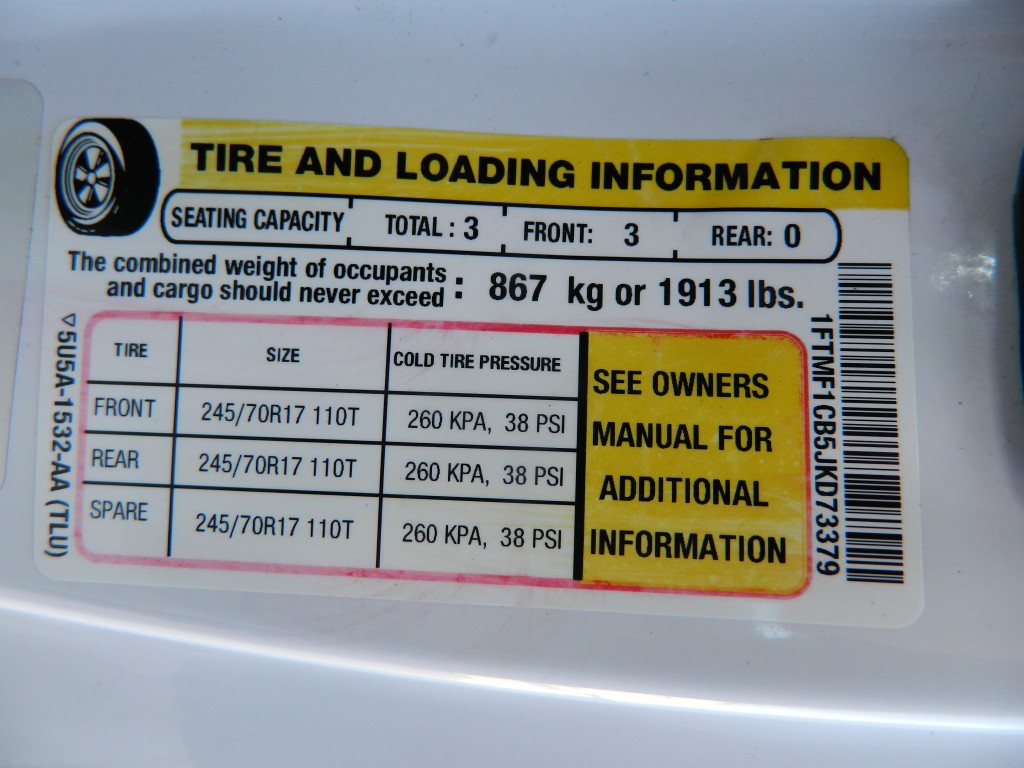 TIRE AND LOADING INFORMATION
SEATING CAPACITY TOTAL : 3 FRONT: 3 REAR: 0
The combined weight of occupants
and cargo should never exceed : 867 kg or 1913 lbs.
TIRE SIZE COLD TIRE PRESSURE
FRONT 245/70R17 110T 260 KPA, 38 PSI
REAR 245/70R17 110T 260 KPA, 38 PSI
SPARE 245/70R17 110T 260 KPA, 38 PSI
SEE OWNERS
MANUAL FOR
ADDITIONAL
INFORMATION
1FTMF1CB5JKD73379
▽5U5A-1532-AA (TLU)